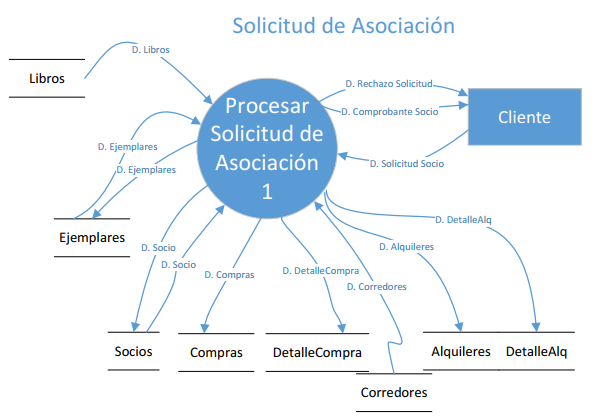 Solicitud de Asociación
D. Libros
Libros
D. Rechazo Solicitud
Procesar
Solicitud de
Asociación
1
D. Comprobante Socio
Cliente
D. Ejemplares
D. Solicitud Socio
D. Ejemplares
D. DetalleAlq
Ejemplares
D. Socio
D. Alquileres
D. Socio
D. Compras
D. DetalleCompra
D. Corredores
Socios
Compras
DetalleCompra
Alquileres
DetalleAlq
Corredores